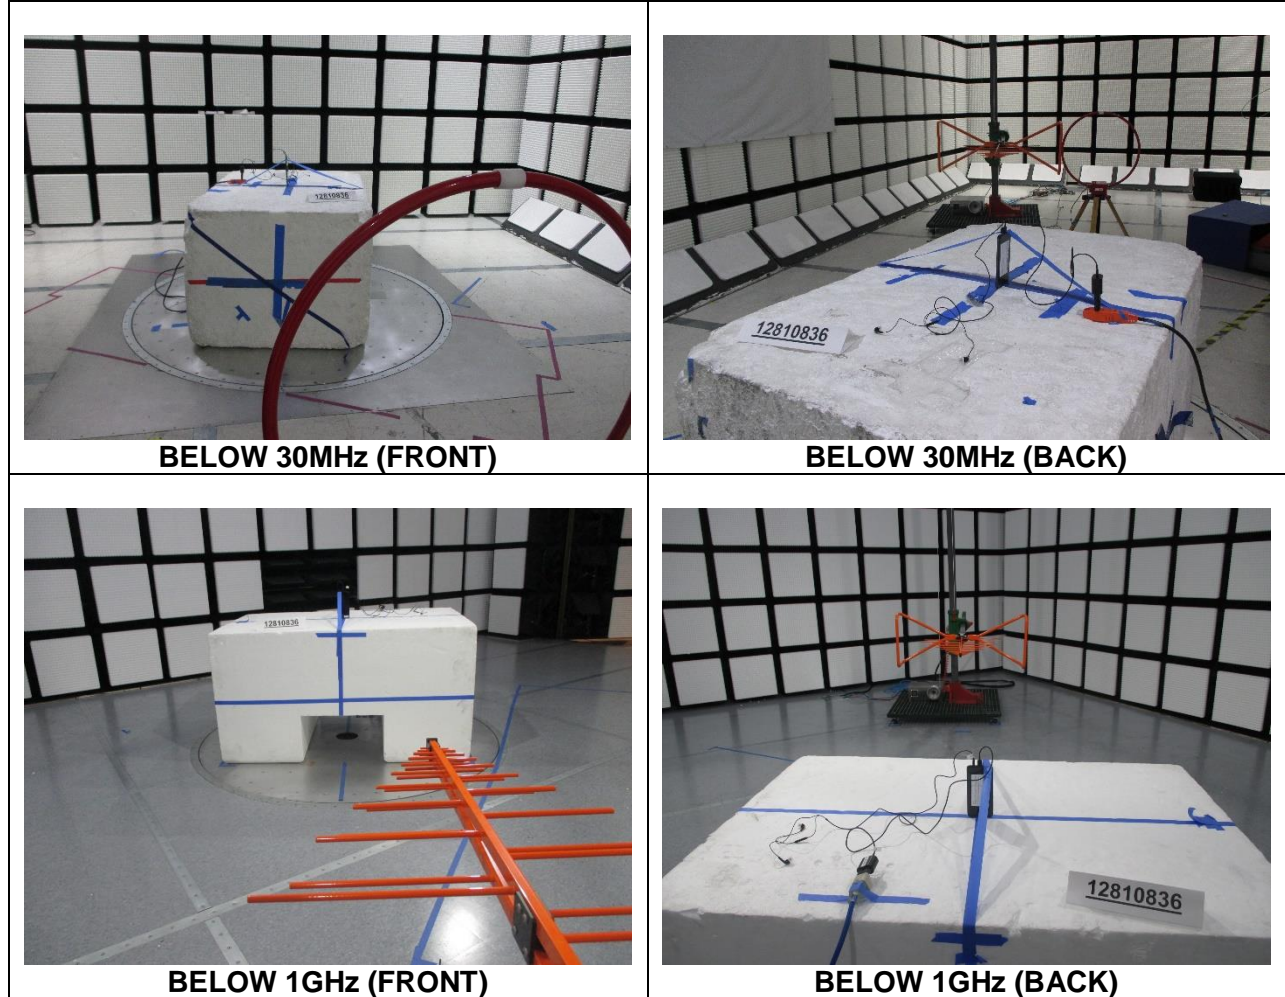 12810836
12810836
BELOW 30MHz (FRONT)
BELOW 30MHz (BACK)
12810836
12810836
BELOW 1GHz (FRONT)
BELOW 1GHz (BACK)